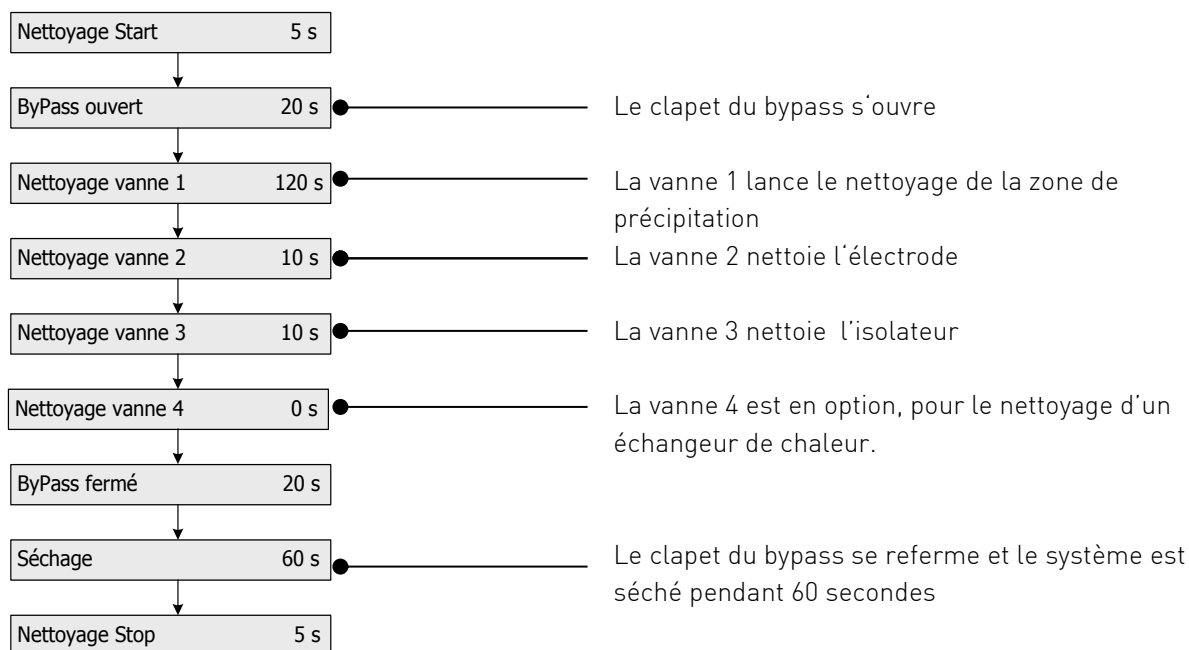 Nettoyage Start 5 s
ByPass ouvert 20 s
Le clapet du bypass s‘ouvre
Nettoyage vanne 1 120 s
La vanne 1 lance le nettoyage de la zone de
précipitation
Nettoyage vanne 2 10 s
La vanne 2 nettoie l‘électrode
Nettoyage vanne 3 10 s
La vanne 3 nettoie l’isolateur
Nettoyage vanne 4 0 s
La vanne 4 est en option, pour le nettoyage d’un
échangeur de chaleur.
ByPass fermé 20 s
Séchage 60 s
Le clapet du bypass se referme et le système est
séché pendant 60 secondes
Nettoyage Stop 5 s